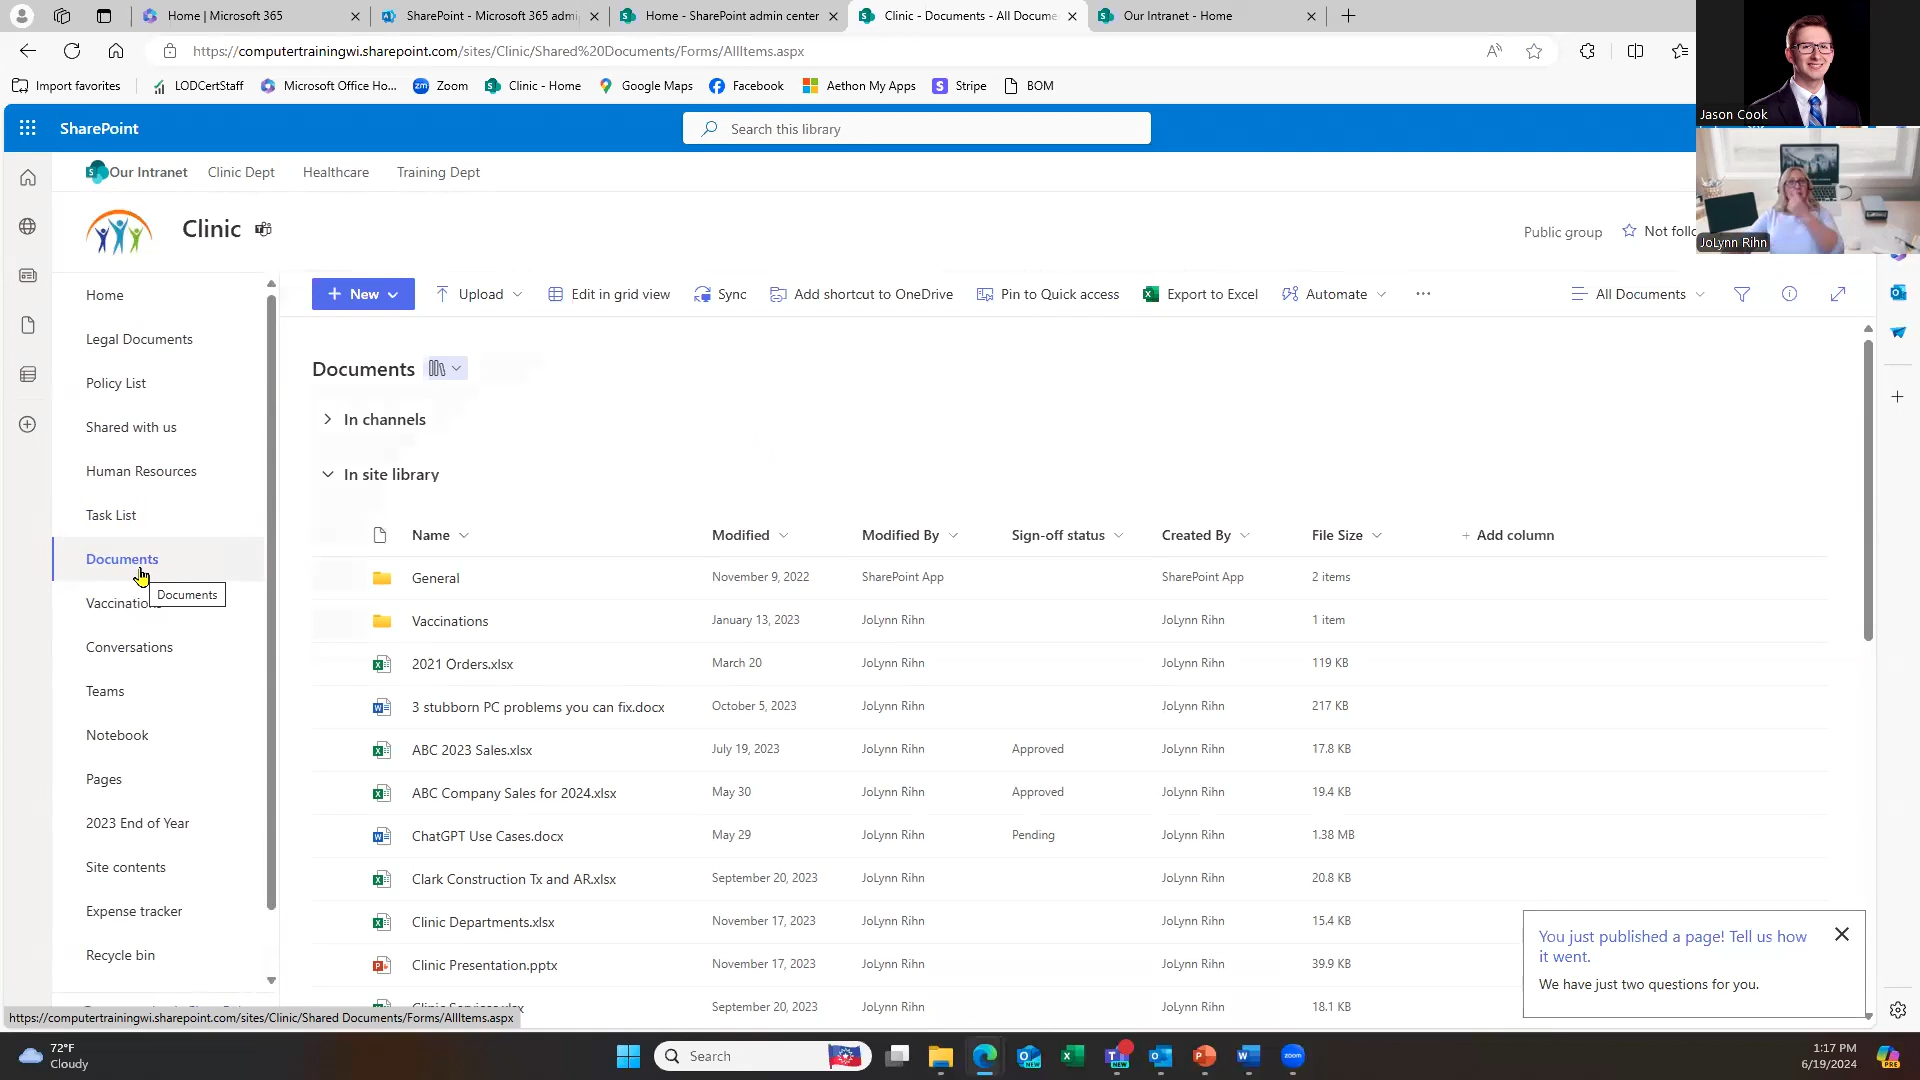 Home | Microsoft 365
SharePoint - Microsoft 365 admi
Home - SharePoint admin center
Clinic - Documents - All Docume
Our Intranet - Home
https://computertrainingwi.sharepoint.com/sites/Clinic/Shared%20Documents/Forms/AllItems.aspx
Import favorites
LODCertStaff
Microsoft Office Ho...
Zoom
Clinic - Home
Google Maps
Facebook
Aethon My Apps
Stripe
BOM
Jason Cook
JoLynn Rihn
SharePoint
Search this library
Our Intranet
Clinic Dept
Healthcare
Training Dept
Clinic
Public group
Not follo
New
Upload
Edit in grid view
Sync
Add shortcut to OneDrive
Pin to Quick access
Export to Excel
Automate
All Documents
Home
Legal Documents
Policy List
Shared with us
Human Resources
Task List
Documents
Documents
Vaccination
Conversations
Teams
Notebook
Pages
2023 End of Year
Site contents
Expense tracker
Recycle bin
Documents
In channels
In site library
Name Modified Modified By Sign-off status Created By File Size + Add column
General November 9, 2022 SharePoint App SharePoint App 2 items
Vaccinations January 13, 2023 JoLynn Rihn JoLynn Rihn 1 item
2021 Orders.xlsx March 20 JoLynn Rihn JoLynn Rihn 119 KB
3 stubborn PC problems you can fix.docx October 5, 2023 JoLynn Rihn JoLynn Rihn 217 KB
ABC 2023 Sales.xlsx July 19, 2023 JoLynn Rihn Approved JoLynn Rihn 17.8 KB
ABC Company Sales for 2024.xlsx May 30 JoLynn Rihn Approved JoLynn Rihn 19.4 KB
ChatGPT Use Cases.docx May 29 JoLynn Rihn Pending JoLynn Rihn 1.38 MB
Clark Construction Tx and AR.xlsx September 20, 2023 JoLynn Rihn JoLynn Rihn 20.8 KB
Clinic Departments.xlsx November 17, 2023 JoLynn Rihn JoLynn Rihn 15.4 KB
Clinic Presentation.pptx November 17, 2023 JoLynn Rihn JoLynn Rihn 39.9 KB
Clinic Services.xlsx September 20, 2023 JoLynn Rihn JoLynn Rihn 18.1 KB
You just published a page! Tell us how
it went.
We have just two questions for you.
https://computertrainingwi.sharepoint.com/sites/Clinic/Shared Documents/Forms/AllItems.aspx
72°F
Cloudy
Search
NEW
NEW
zoom
1:17 PM
6/19/2024
PRE